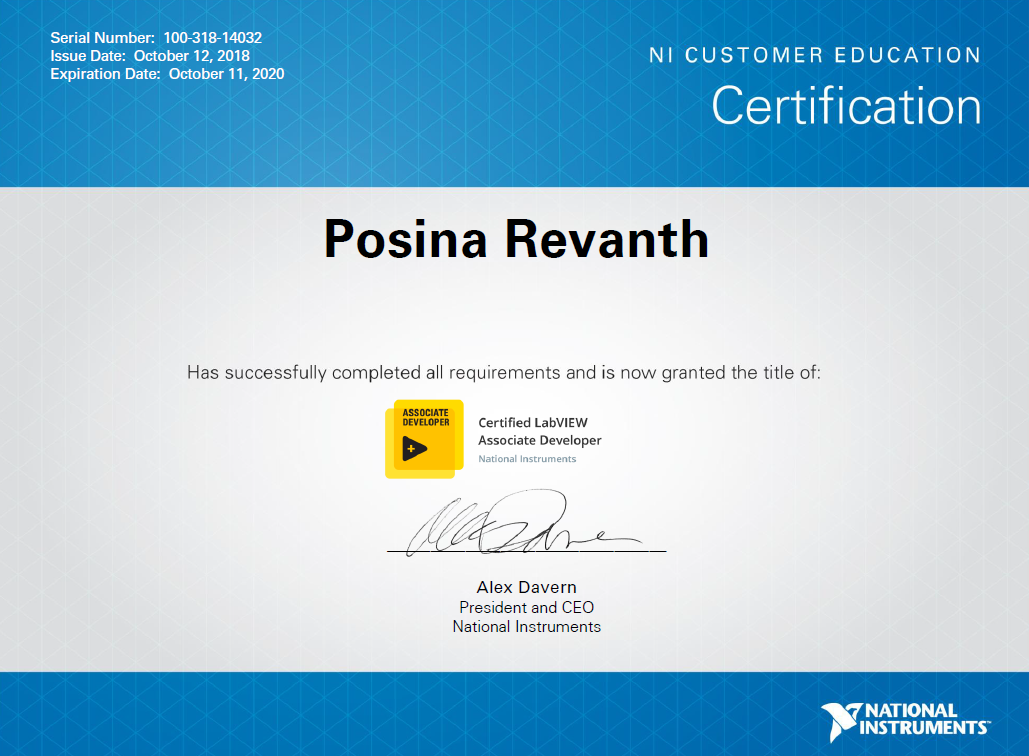 Serial Number: 100-318-14032
Issue Date: October 12, 2018
Expiration Date: October 11, 2020
NI CUSTOMER EDUCATION
Certification
Posina Revanth
Has successfully completed all requirements and is now granted the title of:
ASSOCIATE
DEVELOPER
Certified LabVIEW
Associate Developer
National Instruments
Alex Davern
President and CEO
National Instruments
NATIONAL
INSTRUMENTS™